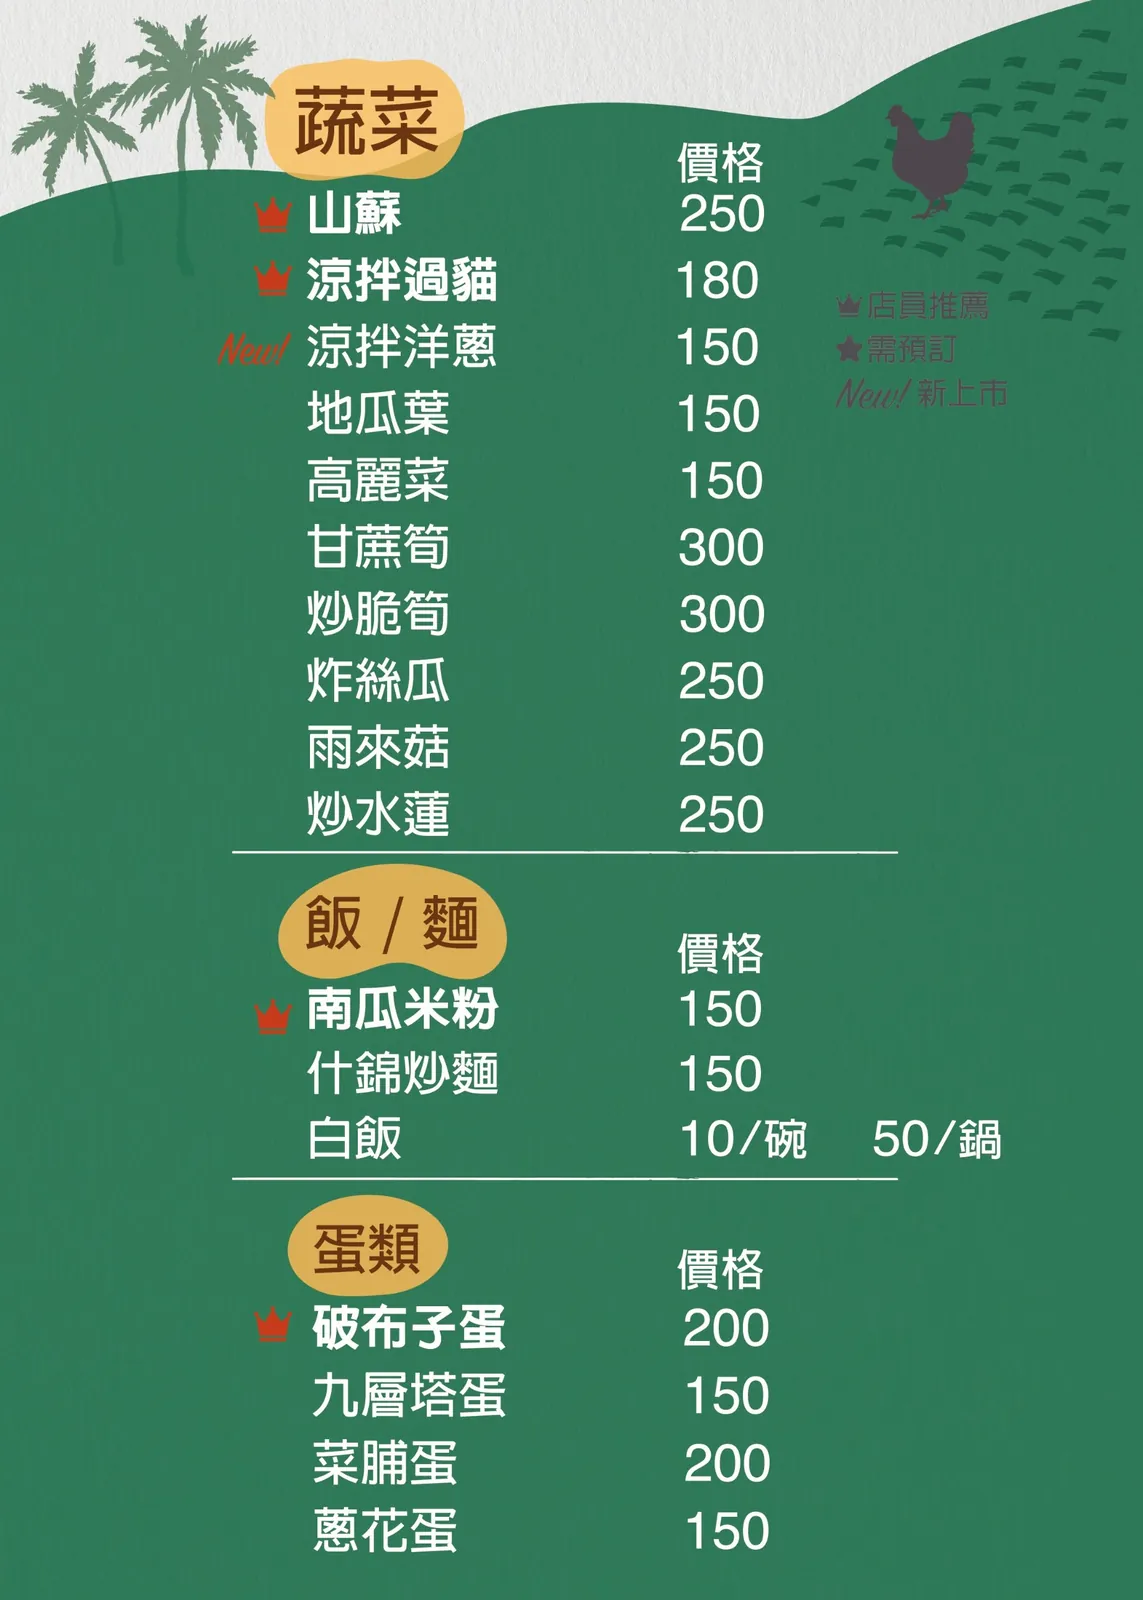 蔬菜
價格
山蘇 250
涼拌過貓 180
New! 涼拌洋蔥 150
地瓜葉 150
高麗菜 150
甘蔗筍 300
炒脆筍 300
炸絲瓜 250
雨來菇 250
炒水蓮 250
店員推薦
需預訂
New! 新上市
飯 / 麵
價格
南瓜米粉 150
什錦炒麵 150
白飯 10/碗 50/鍋
蛋類
價格
破布子蛋 200
九層塔蛋 150
菜脯蛋 200
蔥花蛋 150